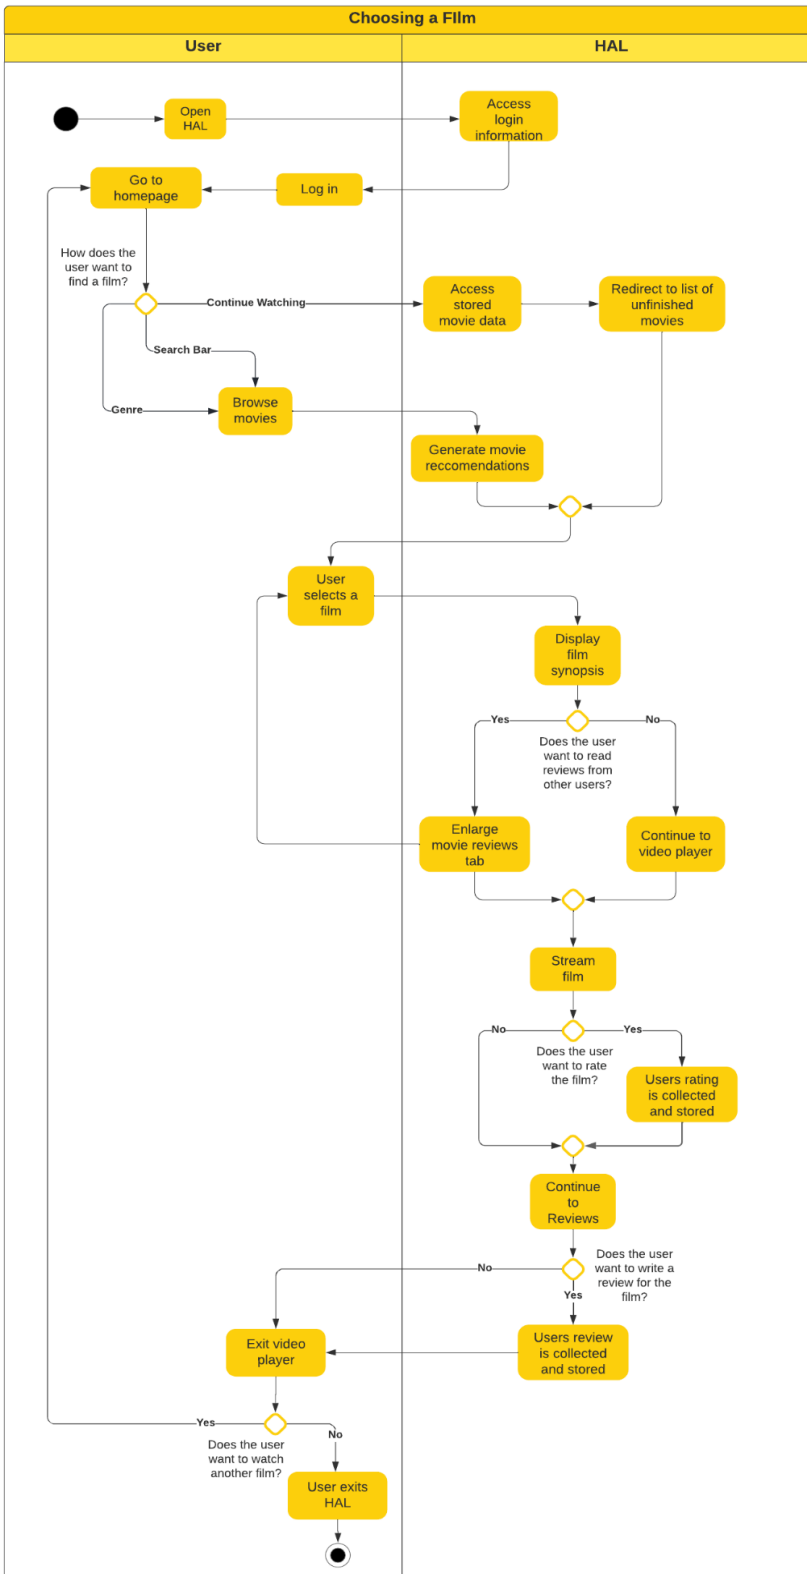 Choosing a FIlm
User
HAL
Open
HAL
Access
login
information
Go to
homepage
Log in
How does the
user want to
find a film?
Continue Watching
Access
stored
movie data
Redirect to list of
unfinished
movies
Search Bar
Genre
Browse
movies
Generate movie
reccomendations
User
selects a
film
Display
film
synopsis
Yes
No
Does the user
want to read
reviews from
other users?
Enlarge
movie reviews
tab
Continue to
video player
Stream
film
No
Yes
Does the user
want to rate
the film?
Users rating
is collected
and stored
Continue
to
Reviews
Does the user
want to write a
review for the
film?
No
Yes
Exit video
player
Users review
is collected
and stored
Yes
No
Does the user
want to watch
another film?
User exits
HAL